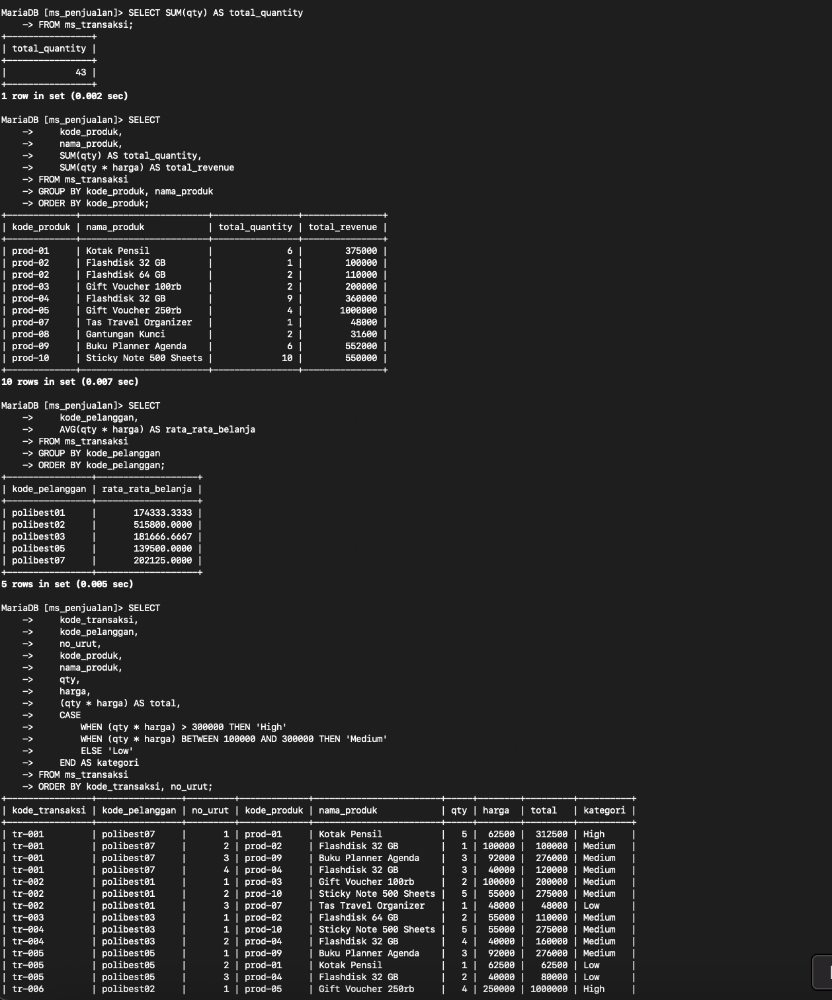 MariaDB [ms_penjualan]> SELECT SUM(qty) AS total_quantity
    -> FROM ms_transaksi;
+----------------+
| total_quantity |
+----------------+
|             43 |
+----------------+
1 row in set (0.002 sec)
MariaDB [ms_penjualan]> SELECT
    ->     kode_produk,
    ->     nama_produk,
    ->     SUM(qty) AS total_quantity,
    ->     SUM(qty * harga) AS total_revenue
    -> FROM ms_transaksi
    -> GROUP BY kode_produk, nama_produk
    -> ORDER BY kode_produk;
+-------------+------------------------+----------------+---------------+
| kode_produk | nama_produk            | total_quantity | total_revenue |
+-------------+------------------------+----------------+---------------+
| prod-01     | Kotak Pensil           |              6 |        375000 |
| prod-02     | Flashdisk 32 GB        |              1 |        100000 |
| prod-02     | Flashdisk 64 GB        |              2 |        110000 |
| prod-03     | Gift Voucher 100rb     |              2 |        200000 |
| prod-04     | Flashdisk 32 GB        |              9 |        360000 |
| prod-05     | Gift Voucher 250rb     |              4 |       1000000 |
| prod-07     | Tas Travel Organizer   |              1 |         48000 |
| prod-08     | Gantungan Kunci        |              2 |         31600 |
| prod-09     | Buku Planner Agenda    |              6 |        552000 |
| prod-10     | Sticky Note 500 Sheets |             10 |        550000 |
+-------------+------------------------+----------------+---------------+
10 rows in set (0.007 sec)
MariaDB [ms_penjualan]> SELECT
    ->     kode_pelanggan,
    ->     AVG(qty * harga) AS rata_rata_belanja
    -> FROM ms_transaksi
    -> GROUP BY kode_pelanggan
    -> ORDER BY kode_pelanggan;
+----------------+-------------------+
| kode_pelanggan | rata_rata_belanja |
+----------------+-------------------+
| polibest01     |       174333.3333 |
| polibest02     |       515800.0000 |
| polibest03     |       181666.6667 |
| polibest05     |       139500.0000 |
| polibest07     |       202125.0000 |
+----------------+-------------------+
5 rows in set (0.005 sec)
MariaDB [ms_penjualan]> SELECT
    ->     kode_transaksi,
    ->     kode_pelanggan,
    ->     no_urut,
    ->     kode_produk,
    ->     nama_produk,
    ->     qty,
    ->     harga,
    ->     (qty * harga) AS total,
    ->     CASE
    ->         WHEN (qty * harga) > 300000 THEN 'High'
    ->         WHEN (qty * harga) BETWEEN 100000 AND 300000 THEN 'Medium'
    ->         ELSE 'Low'
    ->     END AS kategori
    -> FROM ms_transaksi
    -> ORDER BY kode_transaksi, no_urut;
+----------------+----------------+---------+-------------+------------------------+-----+--------+---------+----------+
| kode_transaksi | kode_pelanggan | no_urut | kode_produk | nama_produk            | qty | harga  | total   | kategori |
+----------------+----------------+---------+-------------+------------------------+-----+--------+---------+----------+
| tr-001         | polibest07     |       1 | prod-01     | Kotak Pensil           |   5 |  62500 |  312500 | High     |
| tr-001         | polibest07     |       2 | prod-02     | Flashdisk 32 GB        |   1 | 100000 |  100000 | Medium   |
| tr-001         | polibest07     |       3 | prod-09     | Buku Planner Agenda    |   3 |  92000 |  276000 | Medium   |
| tr-001         | polibest07     |       4 | prod-04     | Flashdisk 32 GB        |   3 |  40000 |  120000 | Medium   |
| tr-002         | polibest01     |       1 | prod-03     | Gift Voucher 100rb     |   2 | 100000 |  200000 | Medium   |
| tr-002         | polibest01     |       2 | prod-10     | Sticky Note 500 Sheets |   5 |  55000 |  275000 | Medium   |
| tr-002         | polibest01     |       3 | prod-07     | Tas Travel Organizer   |   1 |  48000 |   48000 | Low      |
| tr-003         | polibest03     |       1 | prod-02     | Flashdisk 64 GB        |   2 |  55000 |  110000 | Medium   |
| tr-004         | polibest03     |       1 | prod-10     | Sticky Note 500 Sheets |   5 |  55000 |  275000 | Medium   |
| tr-004         | polibest03     |       2 | prod-04     | Flashdisk 32 GB        |   4 |  40000 |  160000 | Medium   |
| tr-005         | polibest05     |       1 | prod-09     | Buku Planner Agenda    |   3 |  92000 |  276000 | Medium   |
| tr-005         | polibest05     |       2 | prod-01     | Kotak Pensil           |   1 |  62500 |   62500 | Low      |
| tr-005         | polibest05     |       3 | prod-04     | Flashdisk 32 GB        |   2 |  40000 |   80000 | Low      |
| tr-006         | polibest02     |       1 | prod-05     | Gift Voucher 250rb     |   4 | 250000 | 1000000 | High     |